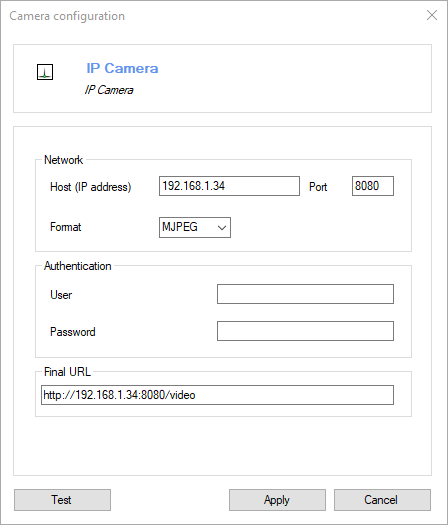 Camera configuration
IP Camera
IP Camera
Network
Host (IP address) 192.168.1.34 Port 8080
Format MJPEG
Authentication
User
Password
Final URL
http://192.168.1.34:8080/video
Test Apply Cancel